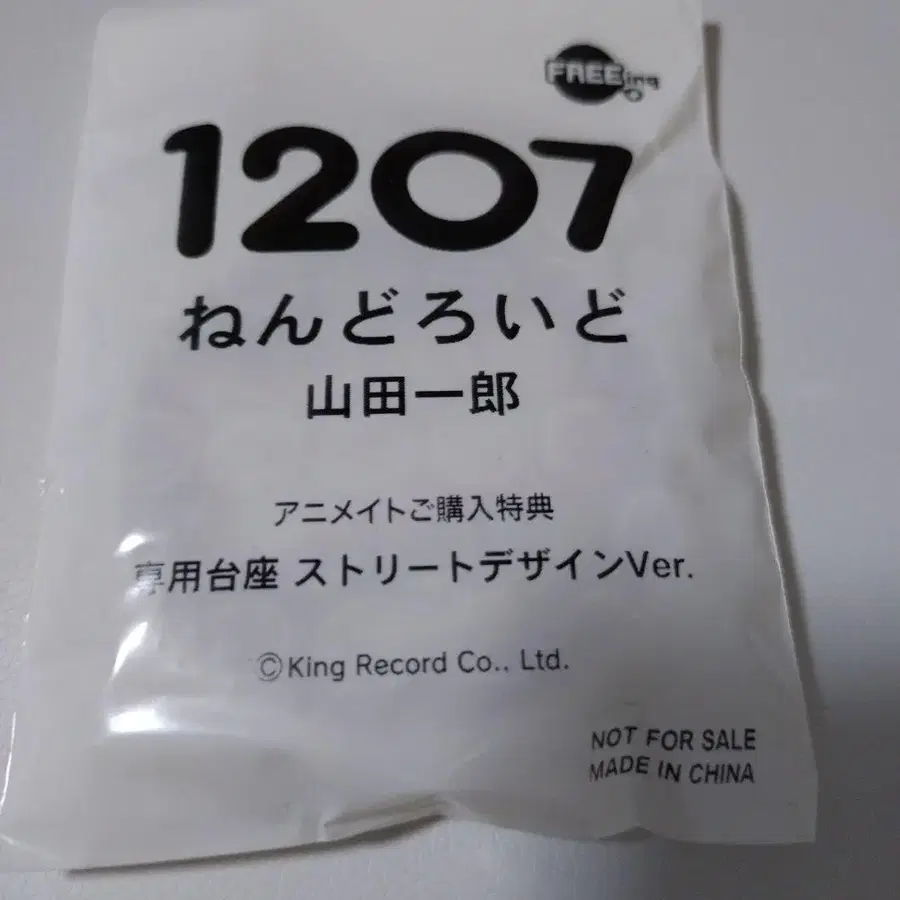 FREEing
1207
ねんどろいど
山田一郎
アニメイトご購入特典
専用台座 ストリートデザインVer.
©King Record Co., Ltd.
NOT FOR SALE
MADE IN CHINA